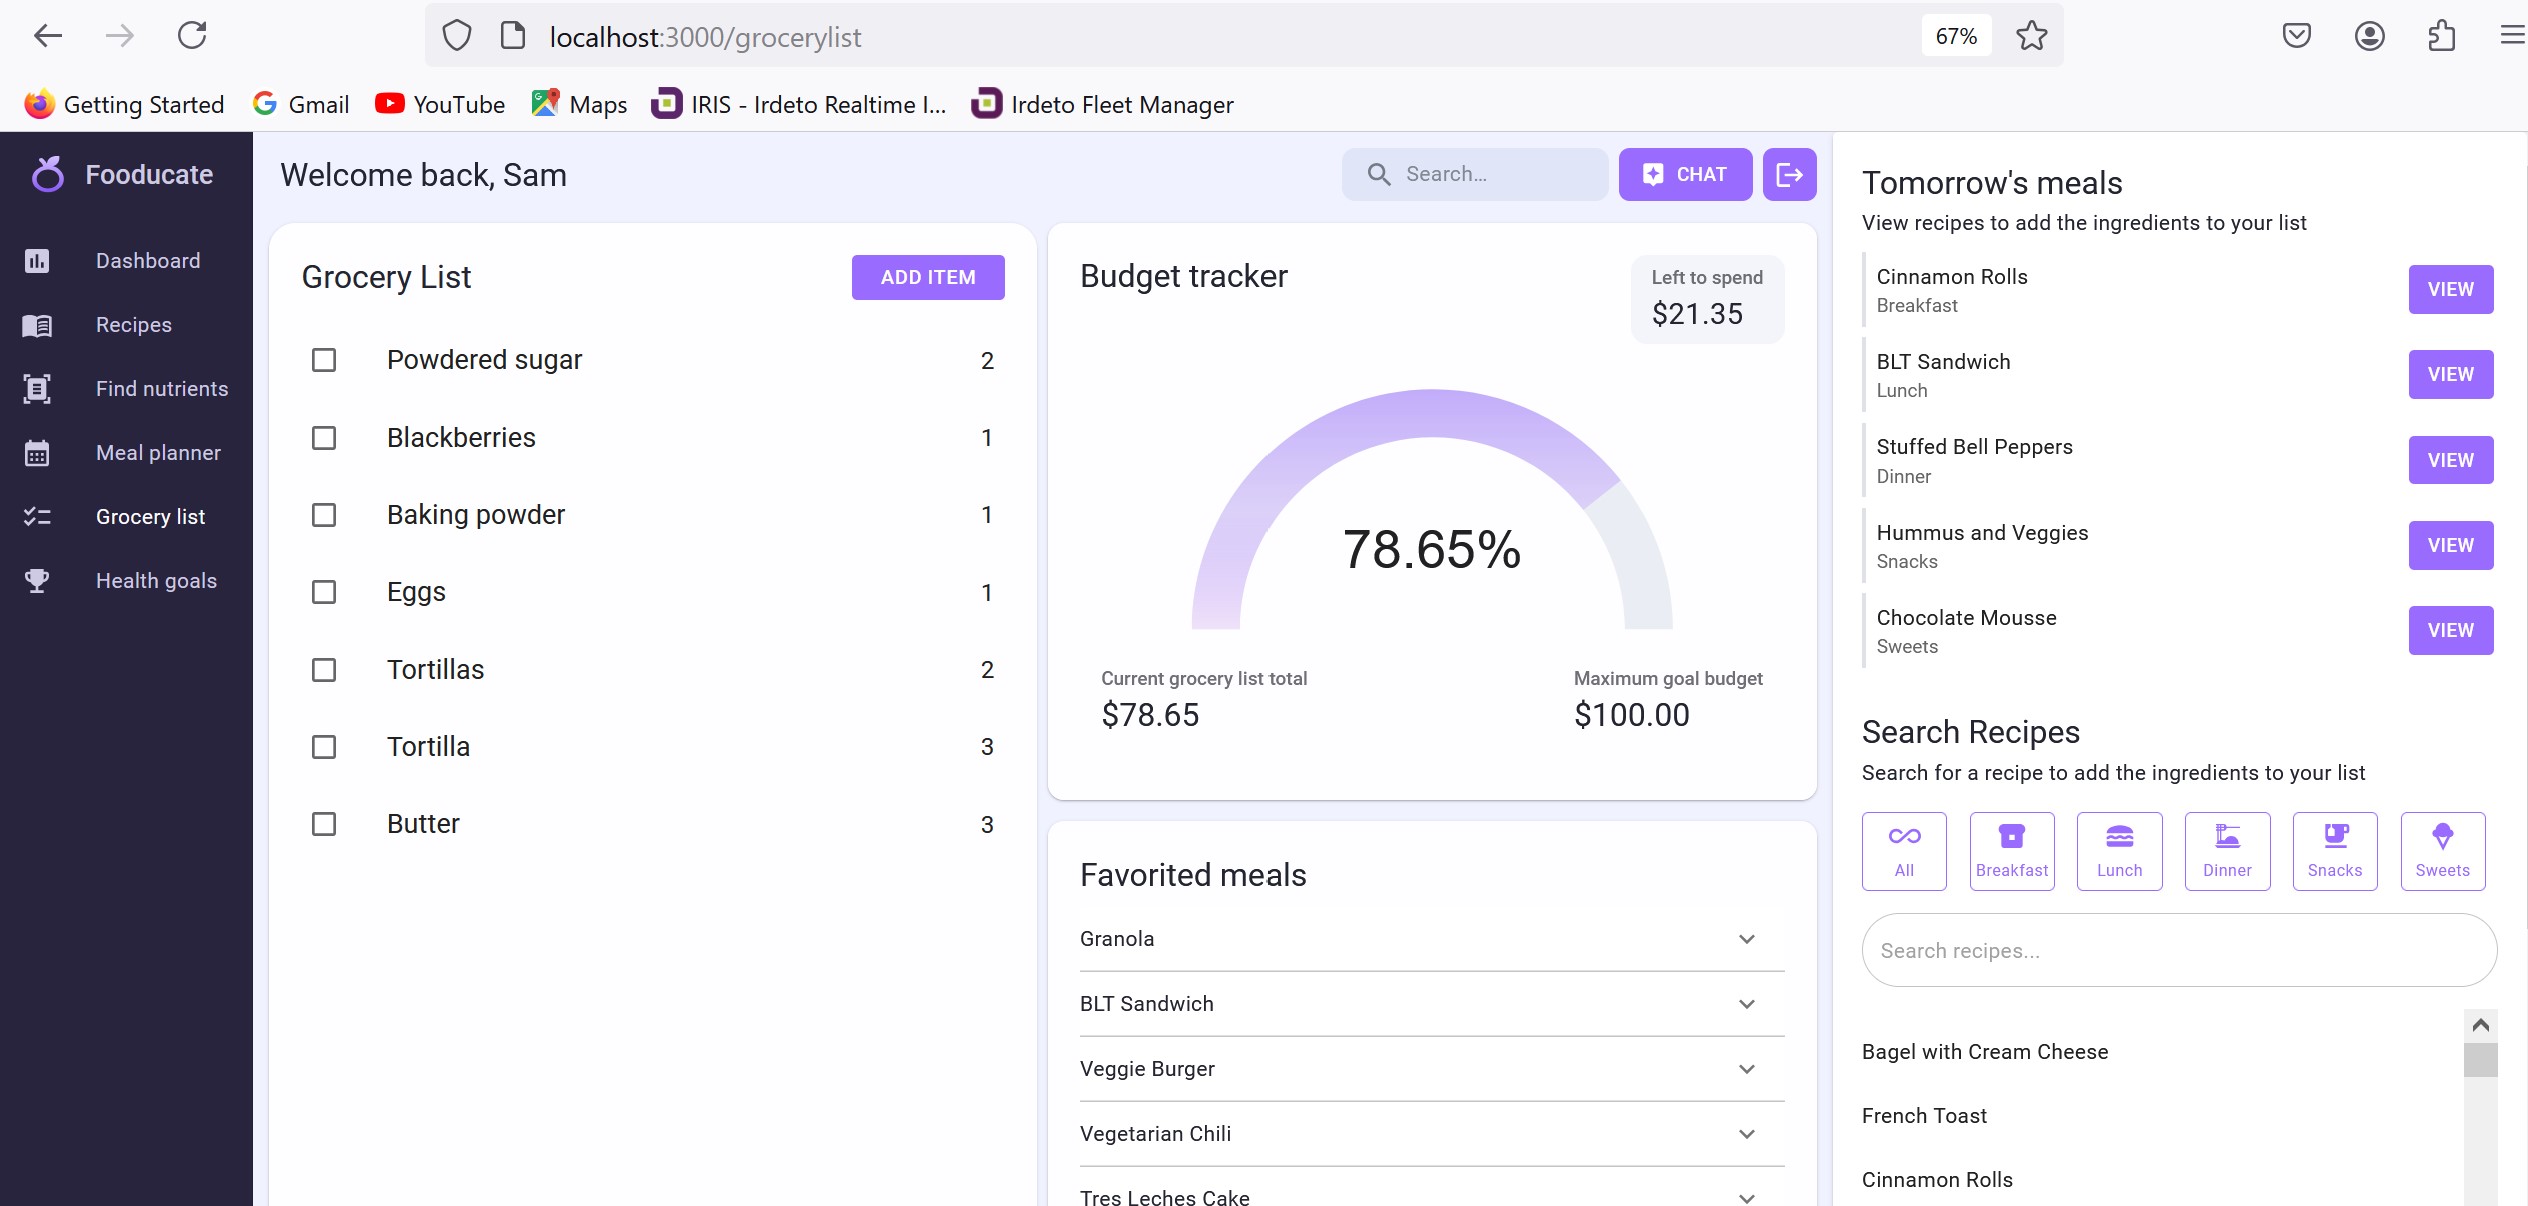 localhost:3000/grocerylist
67%
Getting Started
Gmail
YouTube
Maps
IRIS - Irdeto Realtime I...
Irdeto Fleet Manager
Fooducate
Dashboard
Recipes
Find nutrients
Meal planner
Grocery list
Health goals
Welcome back, Sam
Search...
CHAT
Grocery List
ADD ITEM
Powdered sugar 2
Blackberries 1
Baking powder 1
Eggs 1
Tortillas 2
Tortilla 3
Butter 3
Budget tracker
Left to spend
$21.35
78.65%
Current grocery list total
$78.65
Maximum goal budget
$100.00
Favorited meals
Granola
BLT Sandwich
Veggie Burger
Vegetarian Chili
Tres Leches Cake
Tomorrow's meals
View recipes to add the ingredients to your list
Cinnamon Rolls
Breakfast
VIEW
BLT Sandwich
Lunch
VIEW
Stuffed Bell Peppers
Dinner
VIEW
Hummus and Veggies
Snacks
VIEW
Chocolate Mousse
Sweets
VIEW
Search Recipes
Search for a recipe to add the ingredients to your list
All
Breakfast
Lunch
Dinner
Snacks
Sweets
Search recipes...
Bagel with Cream Cheese
French Toast
Cinnamon Rolls